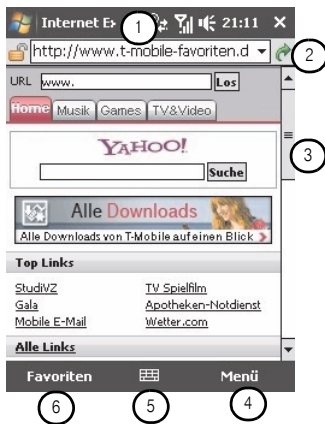 Internet Ex 1 21:11
http://www.t-mobile-favoriten.d
2
URL www. Los
Home Musik Games TV&Video
3
YAHOO!
Suche
Alle Downloads
Alle Downloads von T-Mobile auf einen Blick
Top Links
StudiVZ TV Spielfilm
Gala Apotheken-Notdienst
Mobile E-Mail Wetter.com
Alle Links
Favoriten Menü
6 5 4